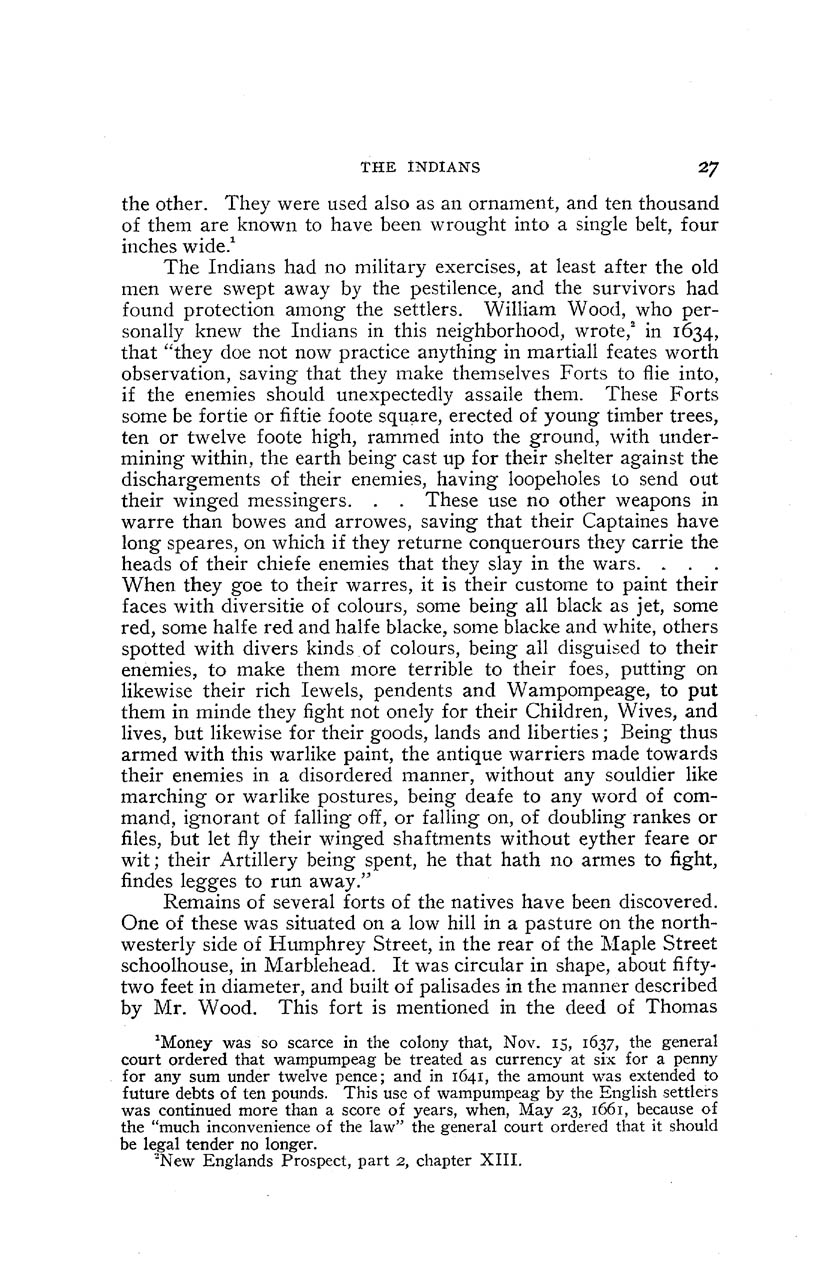 THE INDIANS 27
the other. They were used also as an ornament, and ten thousand
of them are known to have been wrought into a single belt, four
inches wide.¹
The Indians had no military exercises, at least after the old
men were swept away by the pestilence, and the survivors had
found protection among the settlers. William Wood, who per-
sonally knew the Indians in this neighborhood, wrote,² in 1634,
that “they doe not now practice anything in martiall feates worth
observation, saving that they make themselves Forts to flie into,
if the enemies should unexpectedly assaile them. These Forts
some be fortie or fiftie foote square, erected of young timber trees,
ten or twelve foote high, rammed into the ground, with under-
mining within, the earth being cast up for their shelter against the
dischargements of their enemies, having loopeholes to send out
their winged messingers. . . These use no other weapons in
warre than bowes and arrowes, saving that their Captaines have
long speares, on which if they returne conquerours they carrie the
heads of their chiefe enemies that they slay in the wars. . . .
When they goe to their warres, it is their custome to paint their
faces with diversitie of colours, some being all black as jet, some
red, some halfe red and halfe blacke, some blacke and white, others
spotted with divers kinds of colours, being all disguised to their
enemies, to make them more terrible to their foes, putting on
likewise their rich Iewels, pendents and Wampompeage, to put
them in minde they fight not onely for their Children, Wives, and
lives, but likewise for their goods, lands and liberties; Being thus
armed with this warlike paint, the antique warriers made towards
their enemies in a disordered manner, without any souldier like
marching or warlike postures, being deafe to any word of com-
mand, ignorant of falling off, or falling on, of doubling rankes or
files, but let fly their winged shaftments without eyther feare or
wit; their Artillery being spent, he that hath no armes to fight,
findes legges to run away.”
Remains of several forts of the natives have been discovered.
One of these was situated on a low hill in a pasture on the north-
westerly side of Humphrey Street, in the rear of the Maple Street
schoolhouse, in Marblehead. It was circular in shape, about fifty-
two feet in diameter, and built of palisades in the manner described
by Mr. Wood. This fort is mentioned in the deed of Thomas
¹Money was so scarce in the colony that, Nov. 15, 1637, the general
court ordered that wampumpeag be treated as currency at six for a penny
for any sum under twelve pence; and in 1641, the amount was extended to
future debts of ten pounds. This use of wampumpeag by the English settlers
was continued more than a score of years, when, May 23, 1661, because of
the “much inconvenience of the law” the general court ordered that it should
be legal tender no longer.
²New Englands Prospect, part 2, chapter XIII.